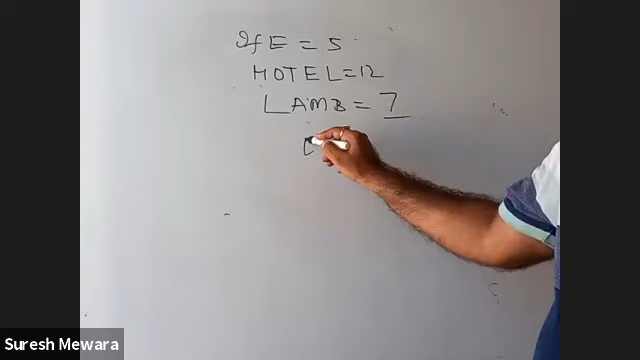 If E = 5
HOTEL=12
LAMB = 7
Suresh Mewara